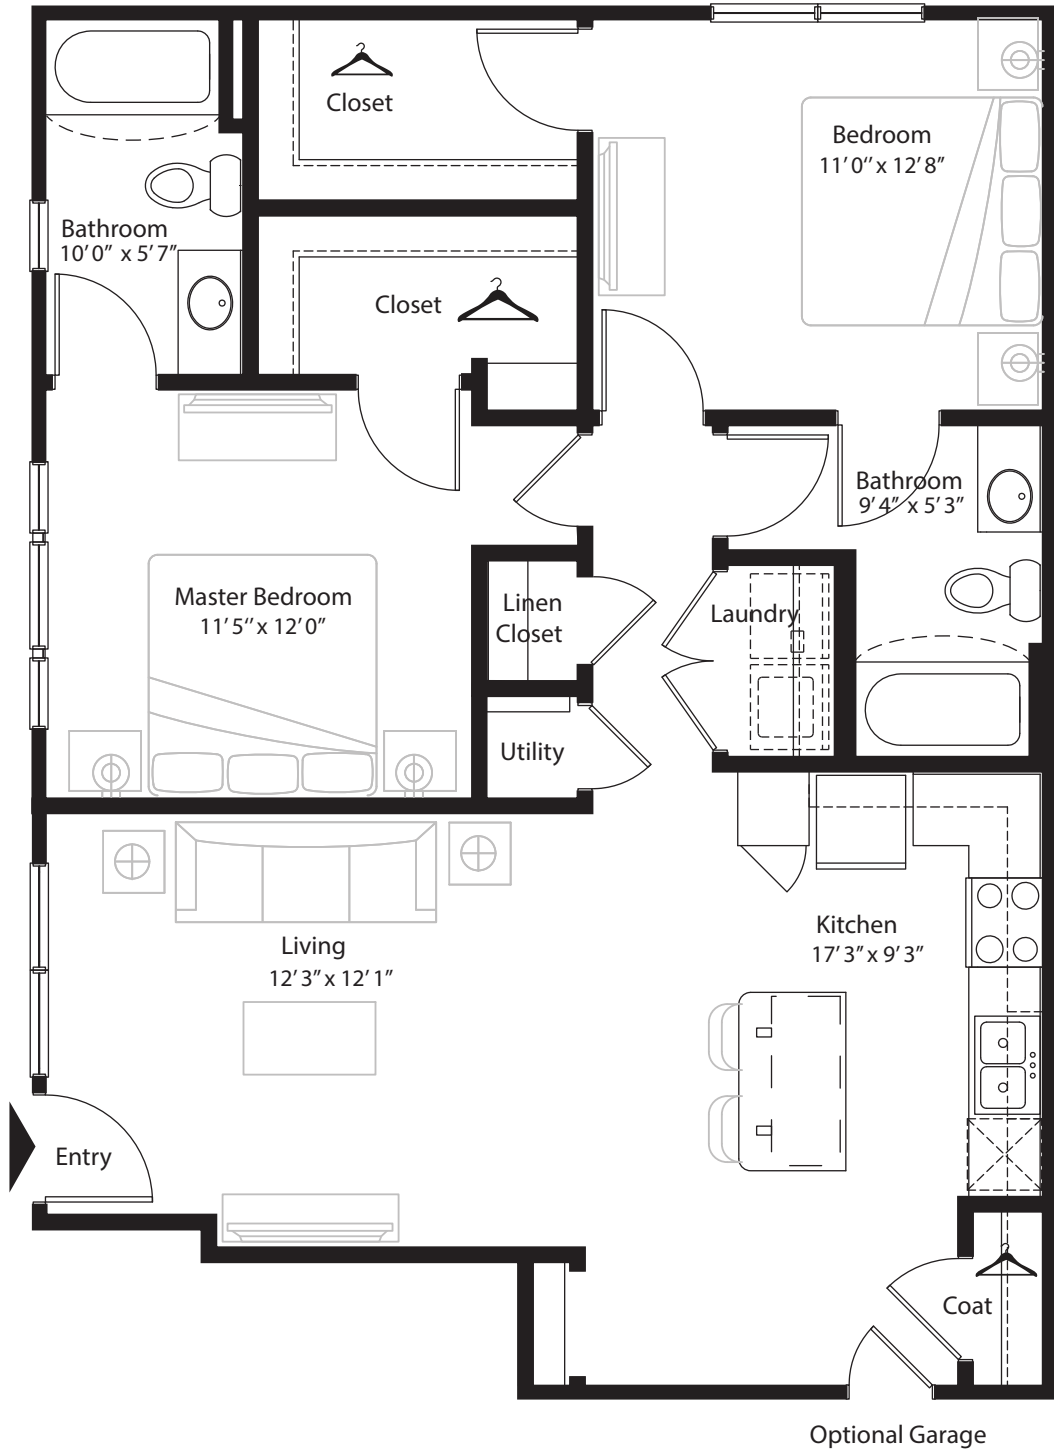 Closet
Bedroom
11’0’’ x 12’8”
Bathroom
10’0” x 5’7”
Closet
Bathroom
9’4” x 5’3”
Master Bedroom
11’5’’ x 12’0”
Linen
Closet
Laundry
Utility
Living
12’3” x 12’1”
Kitchen
17’3” x 9’3”
Entry
Coat
Optional Garage